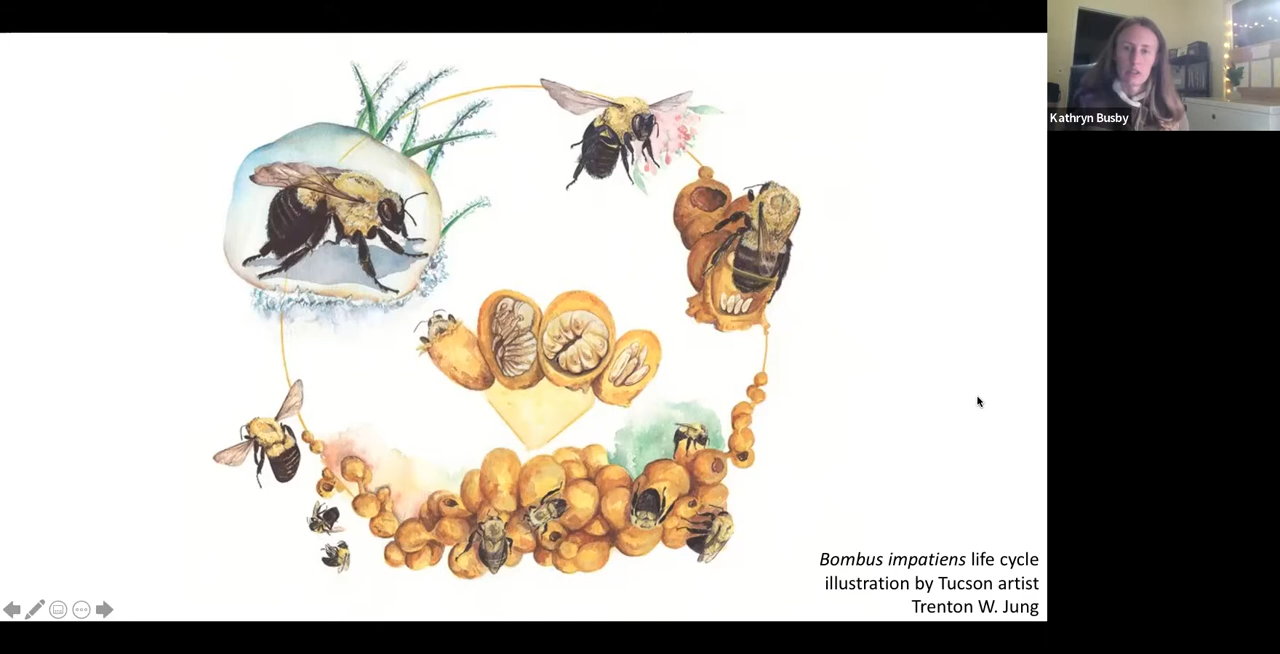 Kathryn Busby
Bombus impatiens life cycle
illustration by Tucson artist
Trenton W. Jung